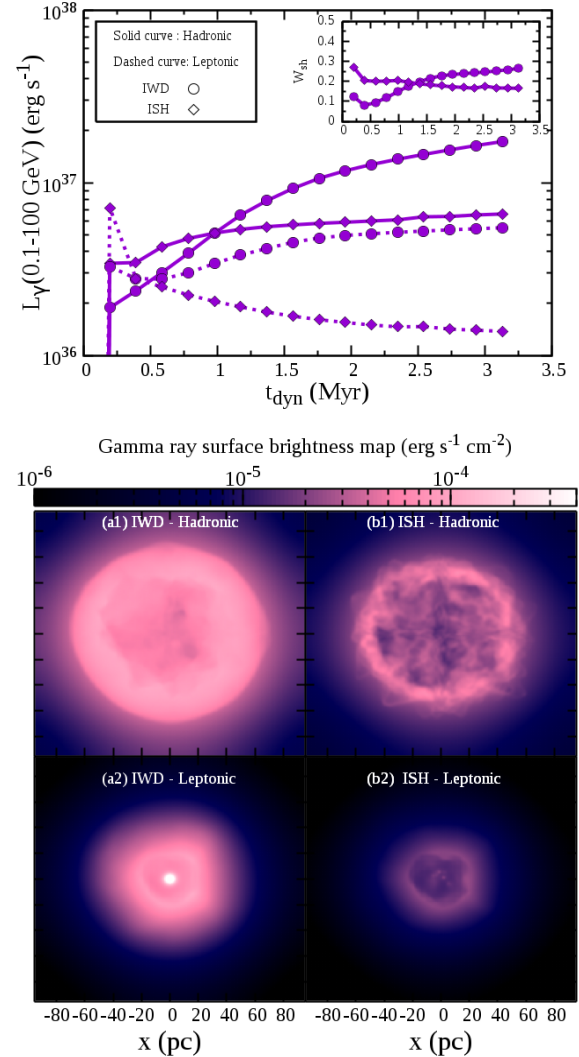 10^38
10^37
10^36
L_γ(0.1-100 GeV) (erg s^-1)
Solid curve : Hadronic
Dashed curve: Leptonic
IWD
ISH
W_sh
0.5
0.4
0.3
0.2
0.1
0
0 0.5 1 1.5 2 2.5 3 3.5
0 0.5 1 1.5 2 2.5 3 3.5
t_dyn (Myr)
Gamma ray surface brightness map (erg s^-1 cm^-2)
10^-6 10^-5 10^-4
(a1) IWD - Hadronic (b1) ISH - Hadronic
(a2) IWD - Leptonic (b2) ISH - Leptonic
-80 -60 -40 -20 0 20 40 60 80 -80 -60 -40 -20 0 20 40 60 80
x (pc) x (pc)